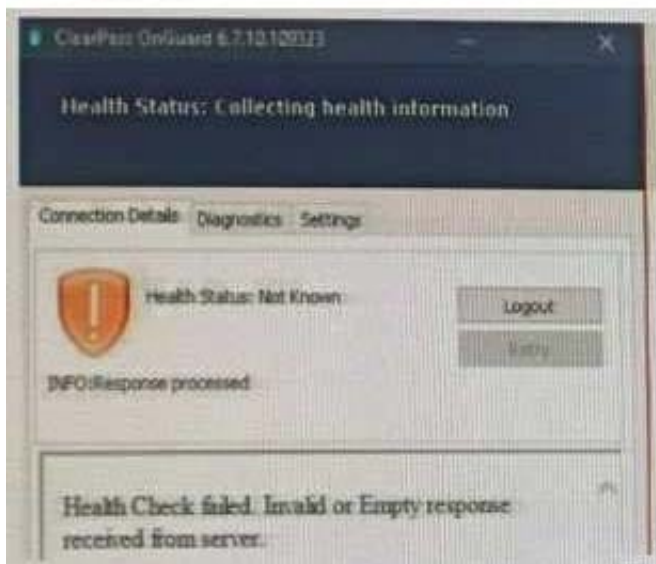 ClearPass OnGuard 6.7.10.109323
Health Status: Collecting health information
Connection Details Diagnostics Settings
Health Status: Not Known
Logout
Retry
INFO:Response processed
Health Check failed. Invalid or Empty response
received from server.